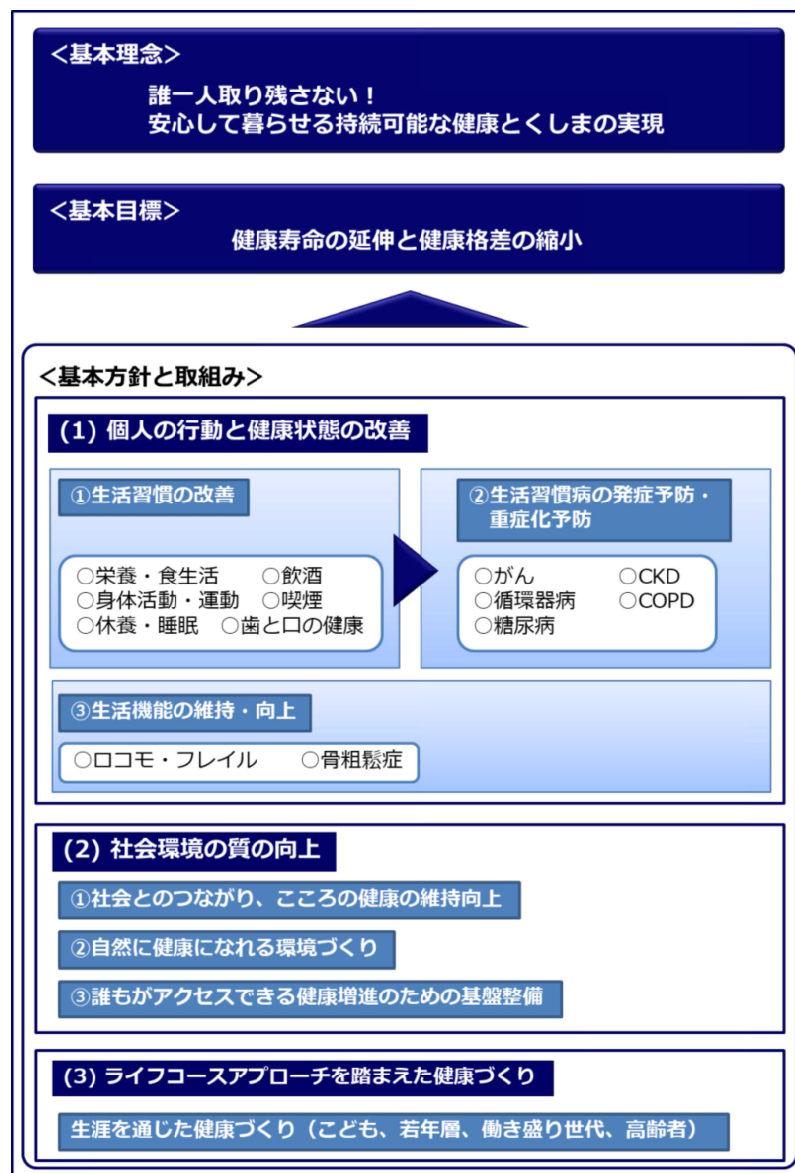 ＜基本理念＞
誰一人取り残さない！
安心して暮らせる持続可能な健康とくしまの実現
＜基本目標＞
健康寿命の延伸と健康格差の縮小
＜基本方針と取組み＞
(1) 個人の行動と健康状態の改善
①生活習慣の改善
○栄養・食生活　○飲酒
○身体活動・運動　○喫煙
○休養・睡眠　○歯と口の健康
②生活習慣病の発症予防・
重症化予防
○がん　○CKD
○循環器病　○COPD
○糖尿病
③生活機能の維持・向上
○ロコモ・フレイル　○骨粗鬆症
(2) 社会環境の質の向上
①社会とのつながり、こころの健康の維持向上
②自然に健康になれる環境づくり
③誰もがアクセスできる健康増進のための基盤整備
(3) ライフコースアプローチを踏まえた健康づくり
生涯を通じた健康づくり（こども、若年層、働き盛り世代、高齢者）